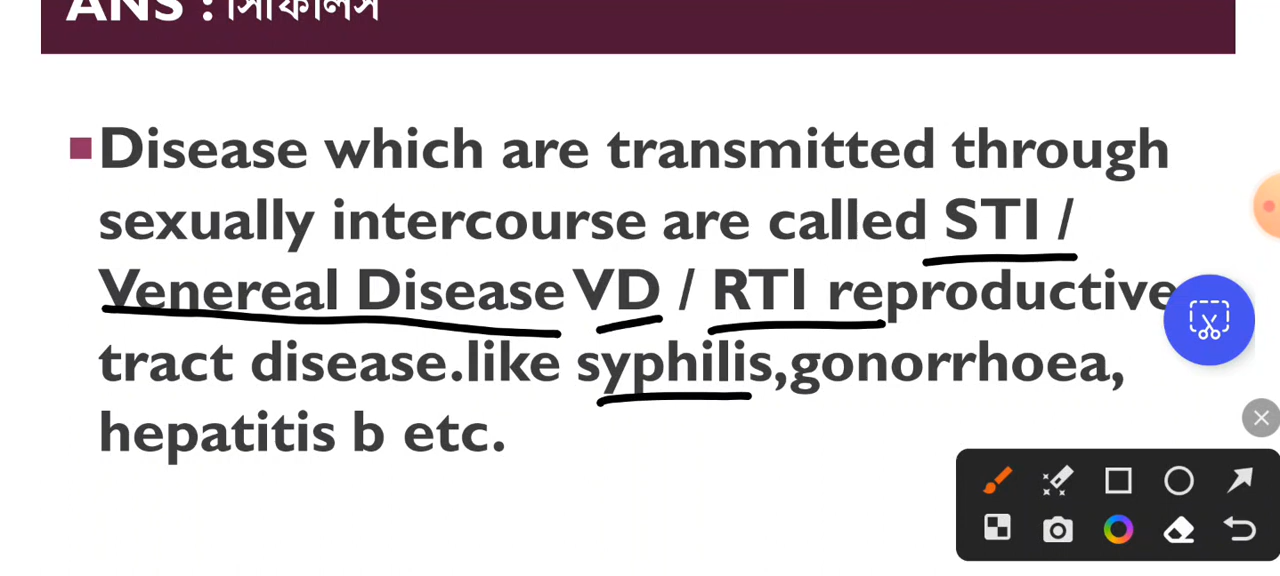 ANS : সিফিলিস
Disease which are transmitted through
sexually intercourse are called STI /
Venereal Disease VD / RTI reproductive
tract disease.like syphilis,gonorrhoea,
hepatitis b etc.